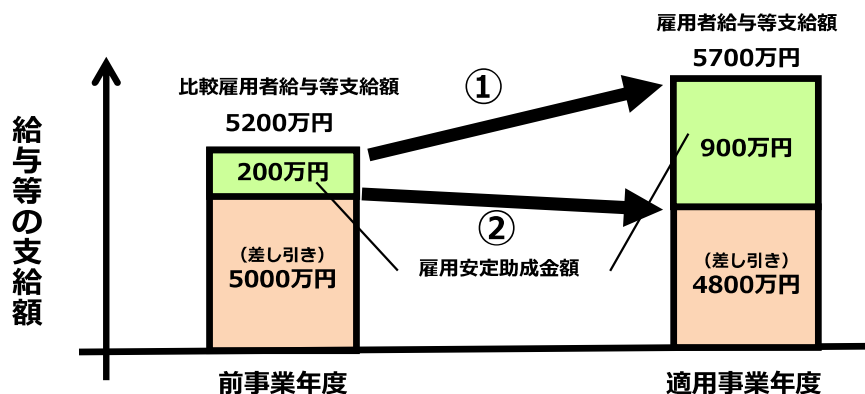 雇用者給与等支給額
5700万円
①
比較雇用者給与等支給額
5200万円
給与等の支給額
200万円
900万円
②
(差し引き)
5000万円
雇用安定助成金額
(差し引き)
4800万円
前事業年度
適用事業年度